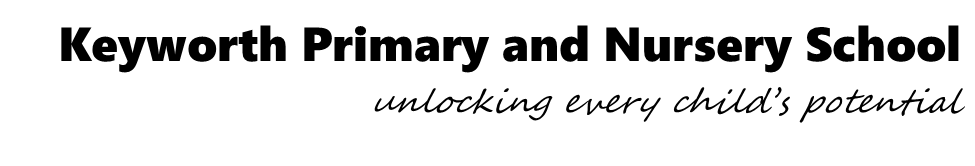 Keyworth Primary and Nursery School
unlocking every child's potential